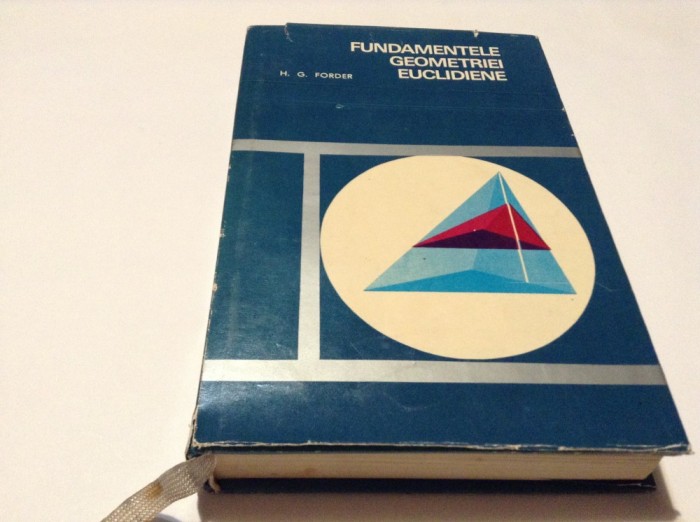 FUNDAMENTELE
GEOMETRIEI
EUCLIDIENE
H. G. FORDER